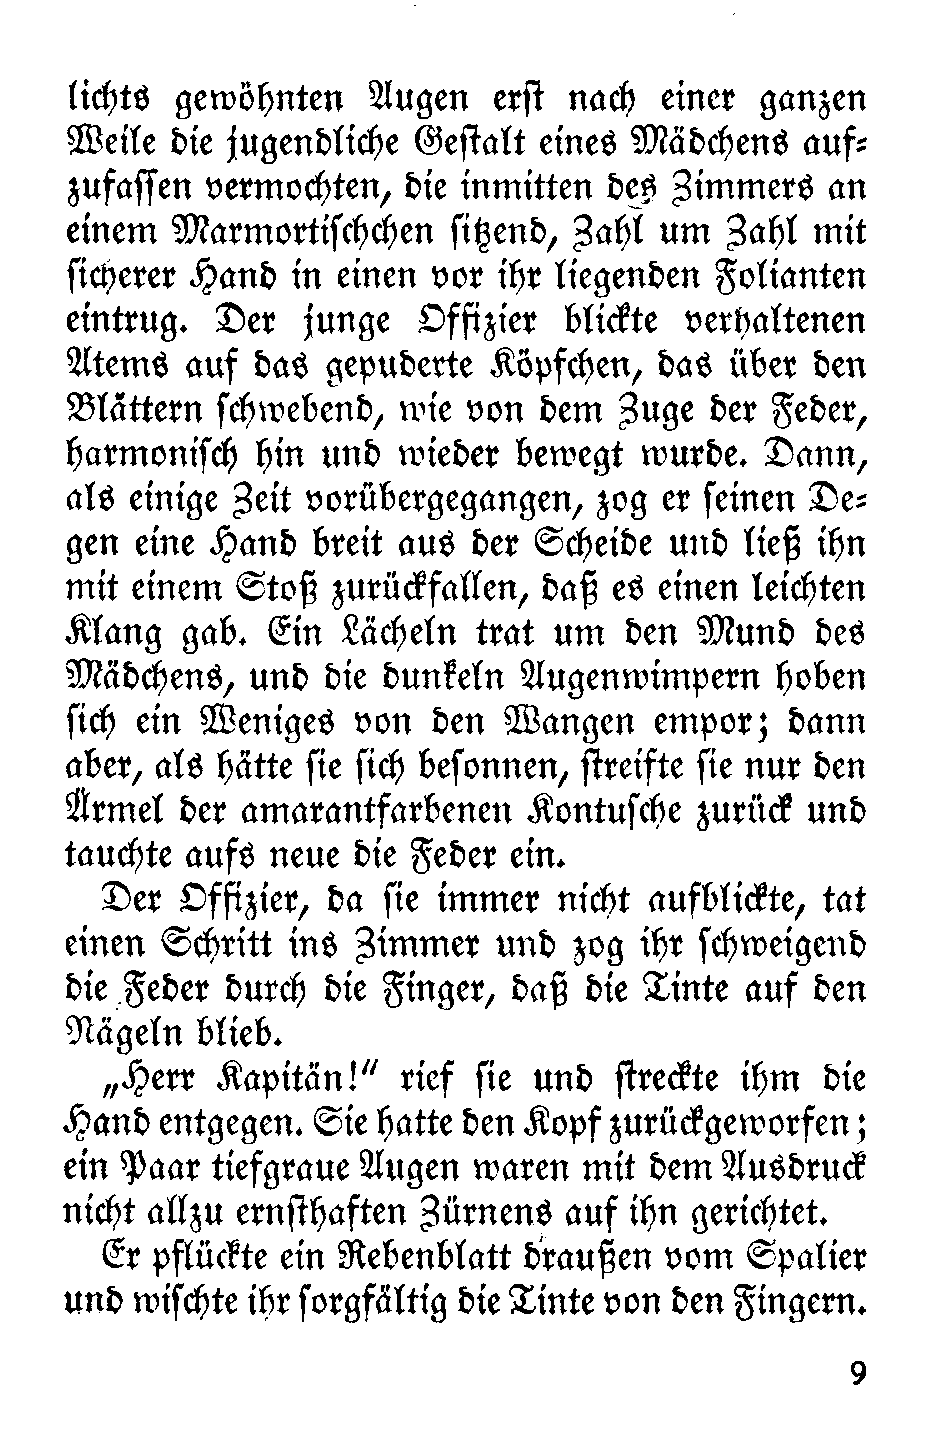 lichts gewöhnten Augen erst nach einer ganzen
Weile die jugendliche Gestalt eines Mädchens auf-
zufassen vermochten, die inmitten des Zimmers an
einem Marmortischchen sitzend, Zahl um Zahl mit
sicherer Hand in einen vor ihr liegenden Folianten
eintrug. Der junge Offizier blickte verhaltenen
Atems auf das gepuderte Köpfchen, das über den
Blättern schwebend, wie von dem Zuge der Feder,
harmonisch hin und wieder bewegt wurde. Dann,
als einige Zeit vorübergegangen, zog er seinen De-
gen eine Hand breit aus der Scheide und ließ ihn
mit einem Stoß zurückfallen, daß es einen leichten
Klang gab. Ein Lächeln trat um den Mund des
Mädchens, und die dunkeln Augenwimpern hoben
sich ein Weniges von den Wangen empor; dann
aber, als hätte sie sich besonnen, streifte sie nur den
Ärmel der amarantfarbenen Kontusche zurück und
tauchte aufs neue die Feder ein.
Der Offizier, da sie immer nicht aufblickte, tat
einen Schritt ins Zimmer und zog ihr schweigend
die Feder durch die Finger, daß die Tinte auf den
Nägeln blieb.
„Herr Kapitän!" rief sie und streckte ihm die
Hand entgegen. Sie hatte den Kopf zurückgeworfen;
ein Paar tiefgraue Augen waren mit dem Ausdruck
nicht allzu ernsthaften Zürnens auf ihn gerichtet.
Er pflückte ein Rebenblatt draußen vom Spalier
und wischte ihr sorgfältig die Tinte von den Fingern.
9